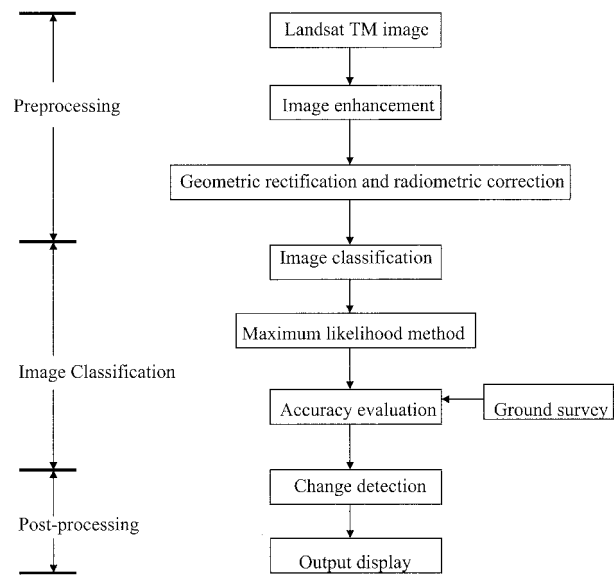 Landsat TM image
Preprocessing
Image enhancement
Geometric rectification and radiometric correction
Image classification
Maximum likelihood method
Image Classification
Accuracy evaluation
Ground survey
Change detection
Post-processing
Output display